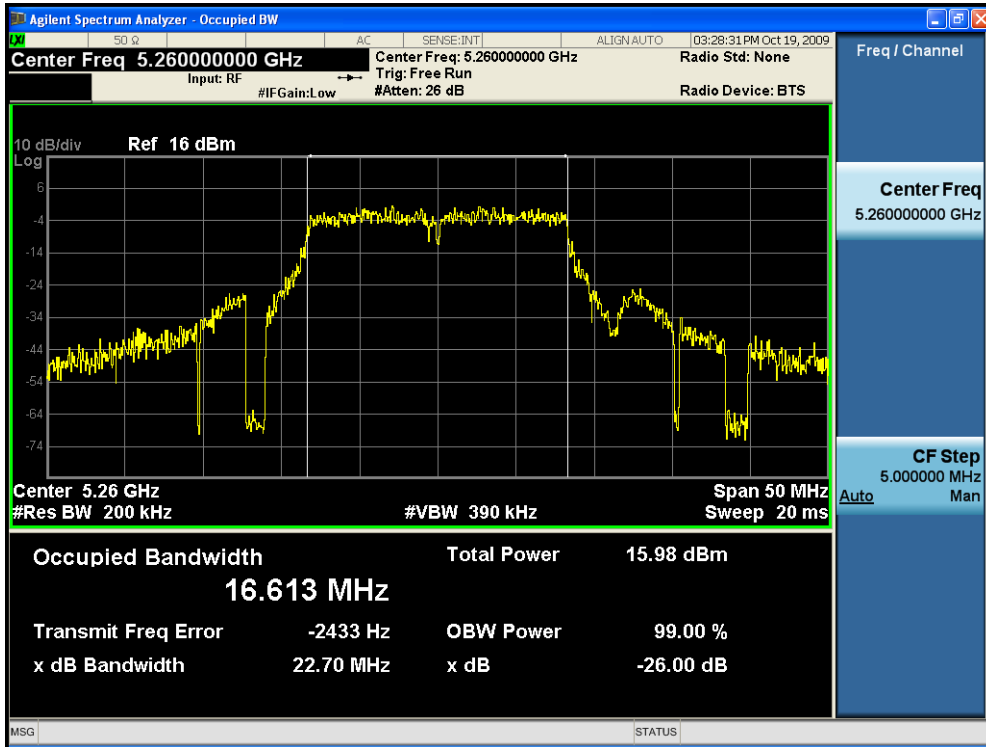 Agilent Spectrum Analyzer - Occupied BW
LXI 50 Ω AC SENSE:INT ALIGN AUTO 03:28:31 PM Oct 19, 2009
Center Freq 5.260000000 GHz
Center Freq: 5.260000000 GHz
Radio Std: None
Input: RF
Trig: Free Run
#IFGain:Low
#Atten: 26 dB
Radio Device: BTS
10 dB/div Ref 16 dBm
Log
6
-4
-14
-24
-34
-44
-54
-64
-74
Center 5.26 GHz
Span 50 MHz
#Res BW 200 kHz
#VBW 390 kHz
Sweep 20 ms
Occupied Bandwidth
Total Power 15.98 dBm
16.613 MHz
Transmit Freq Error -2433 Hz
OBW Power 99.00 %
x dB Bandwidth 22.70 MHz
x dB -26.00 dB
MSG
STATUS
Freq / Channel
Center Freq
5.260000000 GHz
CF Step
5.000000 MHz
Auto Man